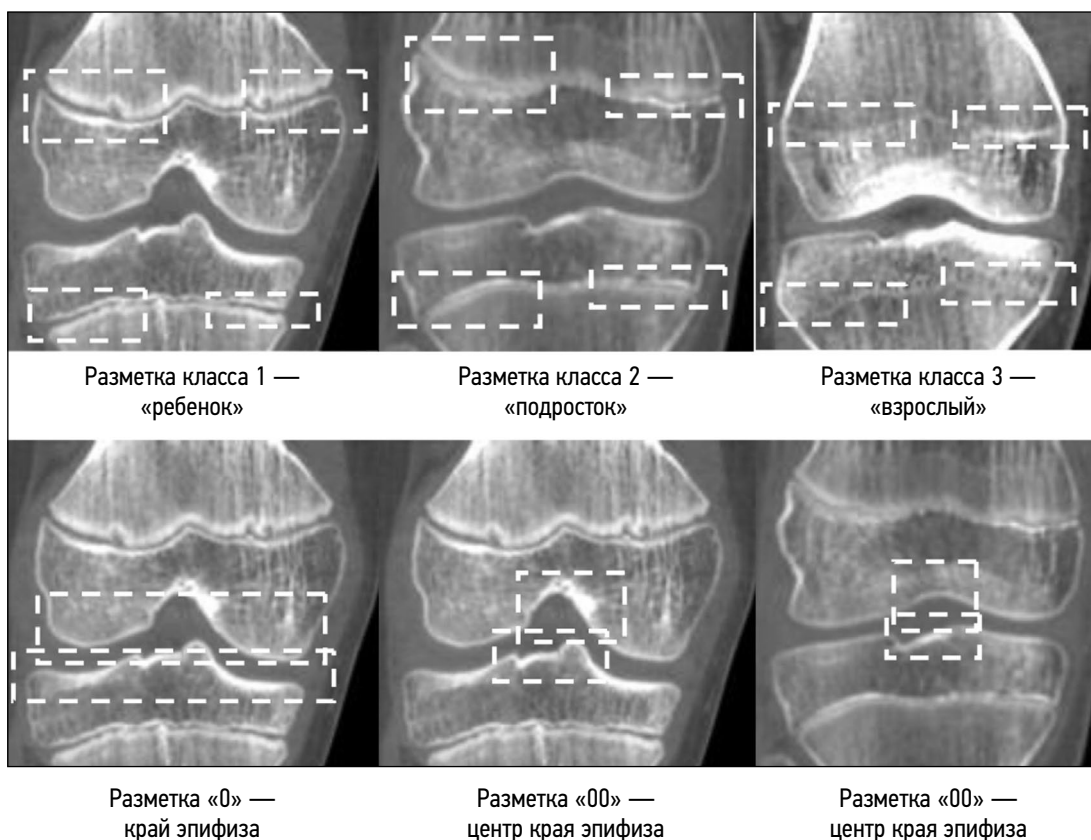 Разметка класса 1 —
«ребенок»
Разметка класса 2 —
«подросток»
Разметка класса 3 —
«взрослый»
Разметка «0» —
край эпифиза
Разметка «00» —
центр края эпифиза
Разметка «00» —
центр края эпифиза